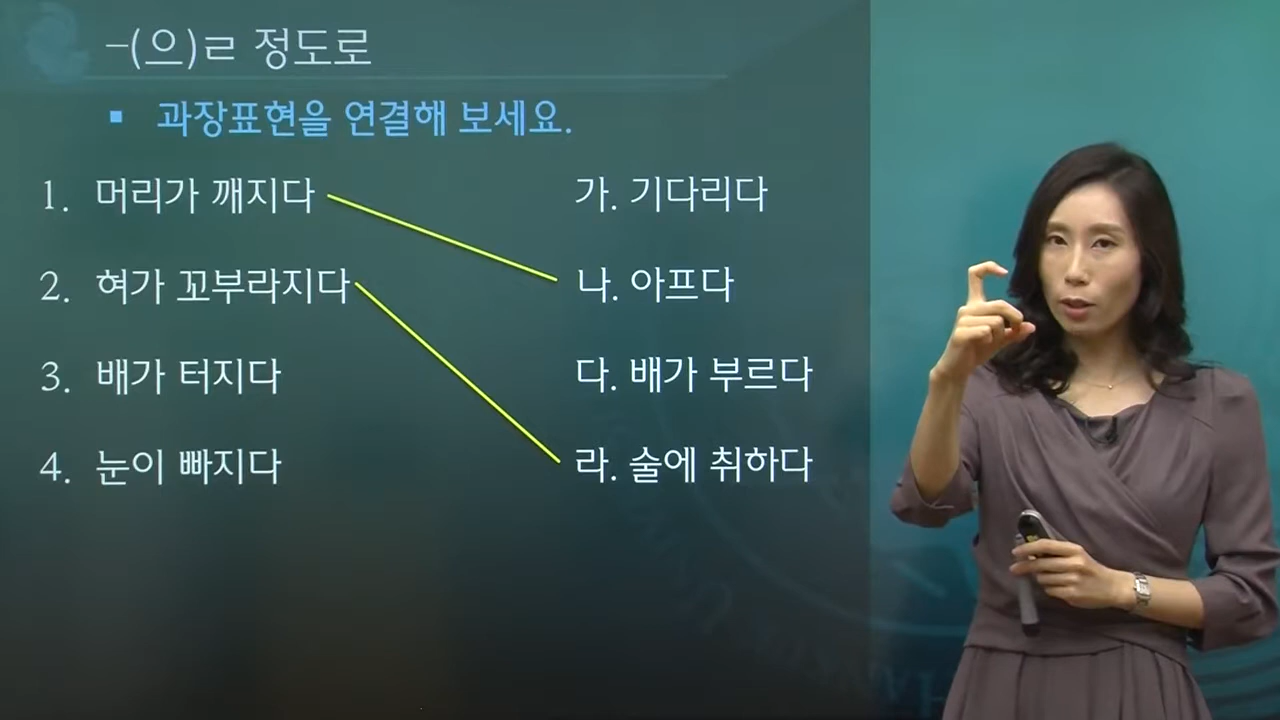 -(으)ㄹ 정도로
▪ 과장표현을 연결해 보세요.
1. 머리가 깨지다 가. 기다리다
2. 혀가 꼬부라지다 나. 아프다
3. 배가 터지다 다. 배가 부르다
4. 눈이 빠지다 라. 술에 취하다